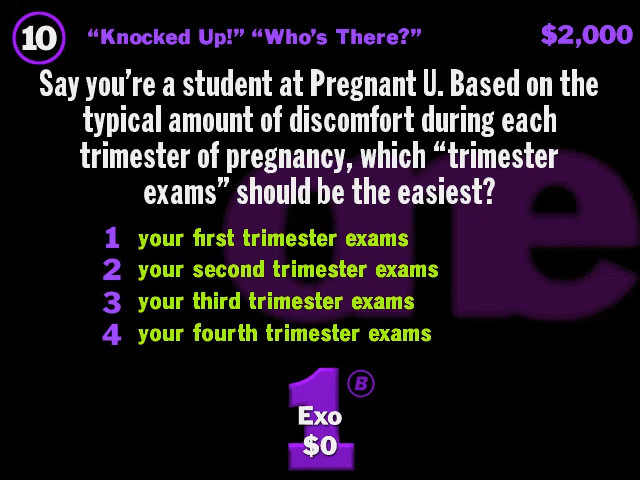 10 "Knocked Up!" "Who's There?" $2,000
Say you're a student at Pregnant U. Based on the
typical amount of discomfort during each
trimester of pregnancy, which "trimester
exams" should be the easiest?
1 your first trimester exams
2 your second trimester exams
3 your third trimester exams
4 your fourth trimester exams
one
1 B
Exo
$0